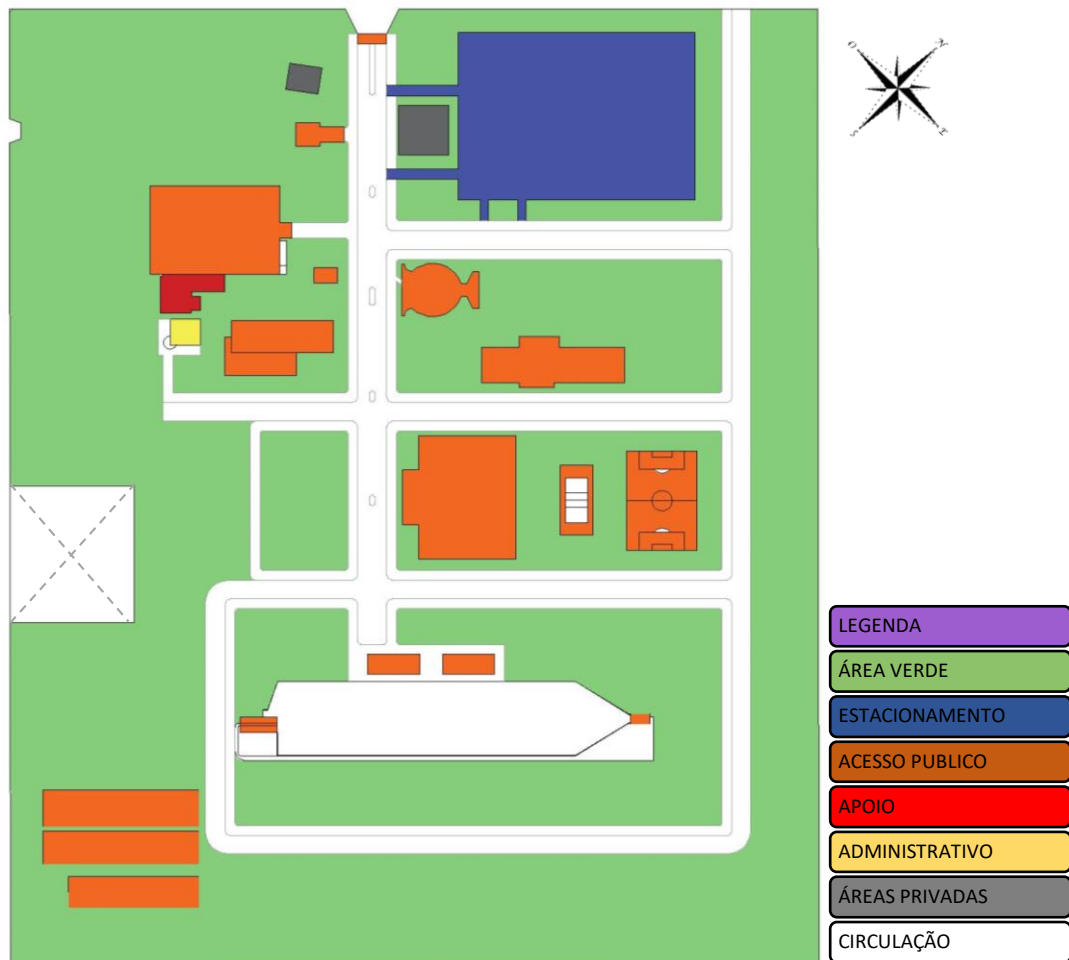 O
N
S
LEGENDA
ÁREA VERDE
ESTACIONAMENTO
ACESSO PUBLICO
APOIO
ADMINISTRATIVO
ÁREAS PRIVADAS
CIRCULAÇÃO